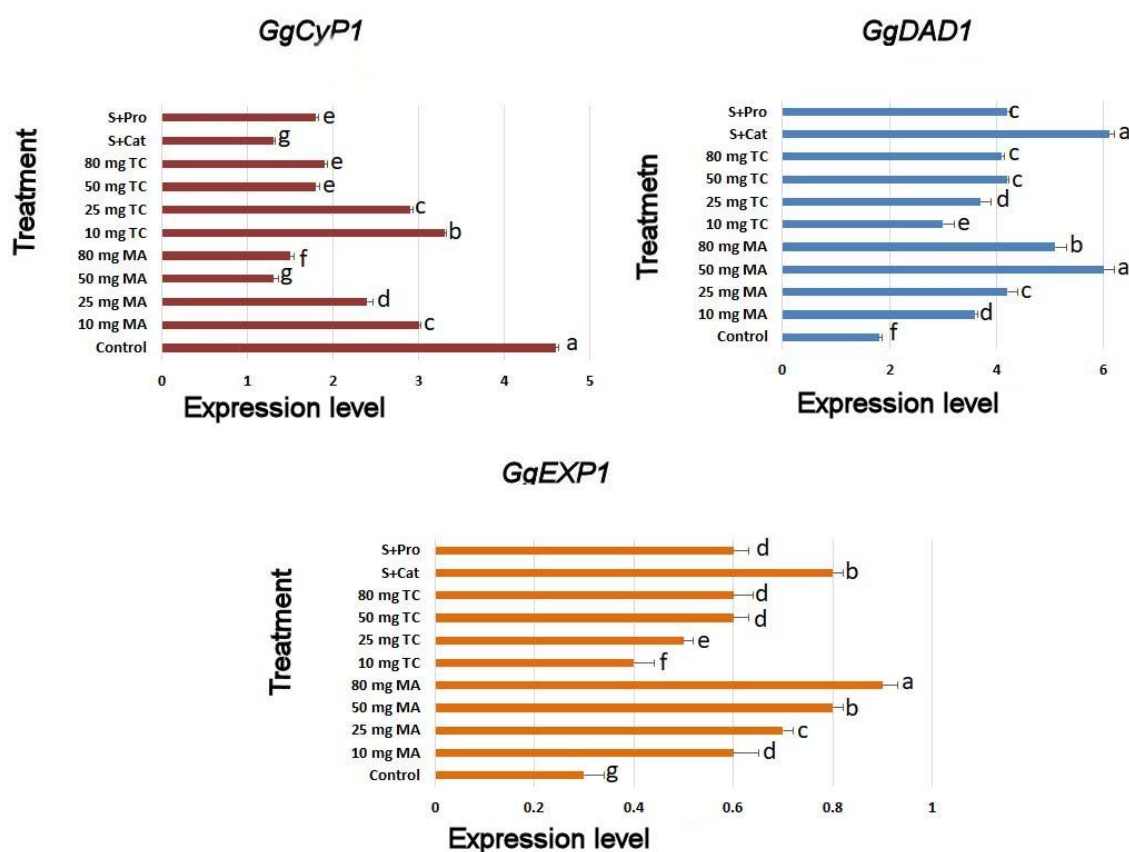 GgCyP1
Treatment
S+Pro
e
S+Cat
g
80 mg TC
e
50 mg TC
e
25 mg TC
c
10 mg TC
b
80 mg MA
f
50 mg MA
g
25 mg MA
d
10 mg MA
c
Control
a
0 1 2 3 4 5
Expression level
GgDAD1
Treatmetn
S+Pro
c
S+Cat
a
80 mg TC
c
50 mg TC
c
25 mg TC
d
10 mg TC
e
80 mg MA
b
50 mg MA
a
25 mg MA
c
10 mg MA
d
Control
f
0 2 4 6
Expression level
GgEXP1
Treatment
S+Pro
d
S+Cat
b
80 mg TC
d
50 mg TC
d
25 mg TC
e
10 mg TC
f
80 mg MA
a
50 mg MA
b
25 mg MA
c
10 mg MA
d
Control
g
0 0.2 0.4 0.6 0.8 1
Expression level